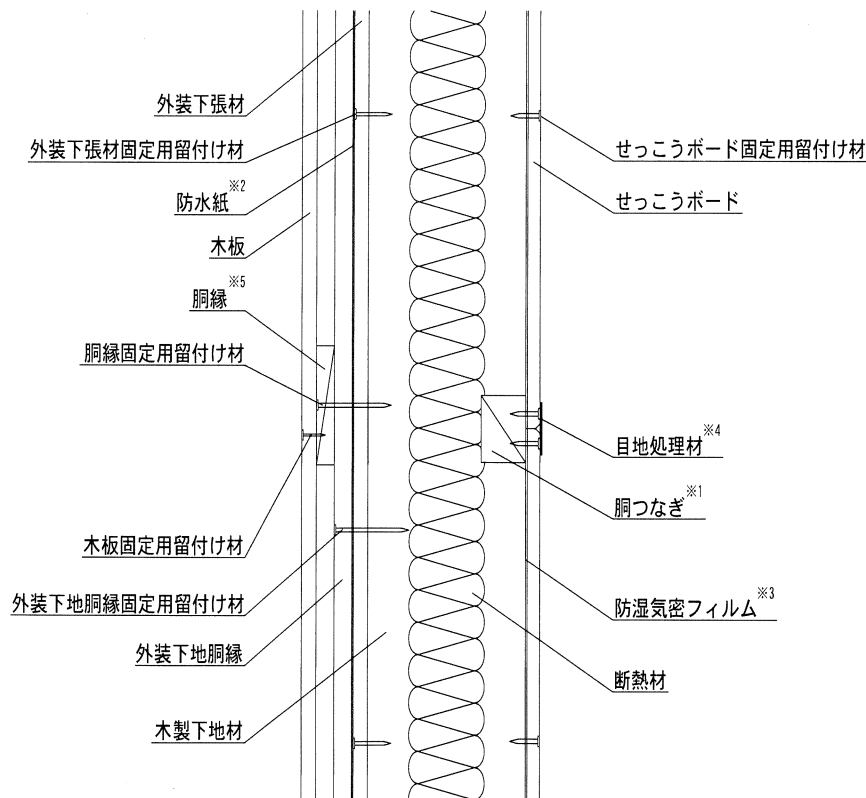 外装下張材
外装下張材固定用留付け材
防水紙※2
木板
胴縁※5
胴縁固定用留付け材
木板固定用留付け材
外装下地胴縁固定用留付け材
外装下地胴縁
木製下地材
せっこうボード固定用留付け材
せっこうボード
目地処理材※4
胴つなぎ※1
防湿気密フィルム※3
断熱材